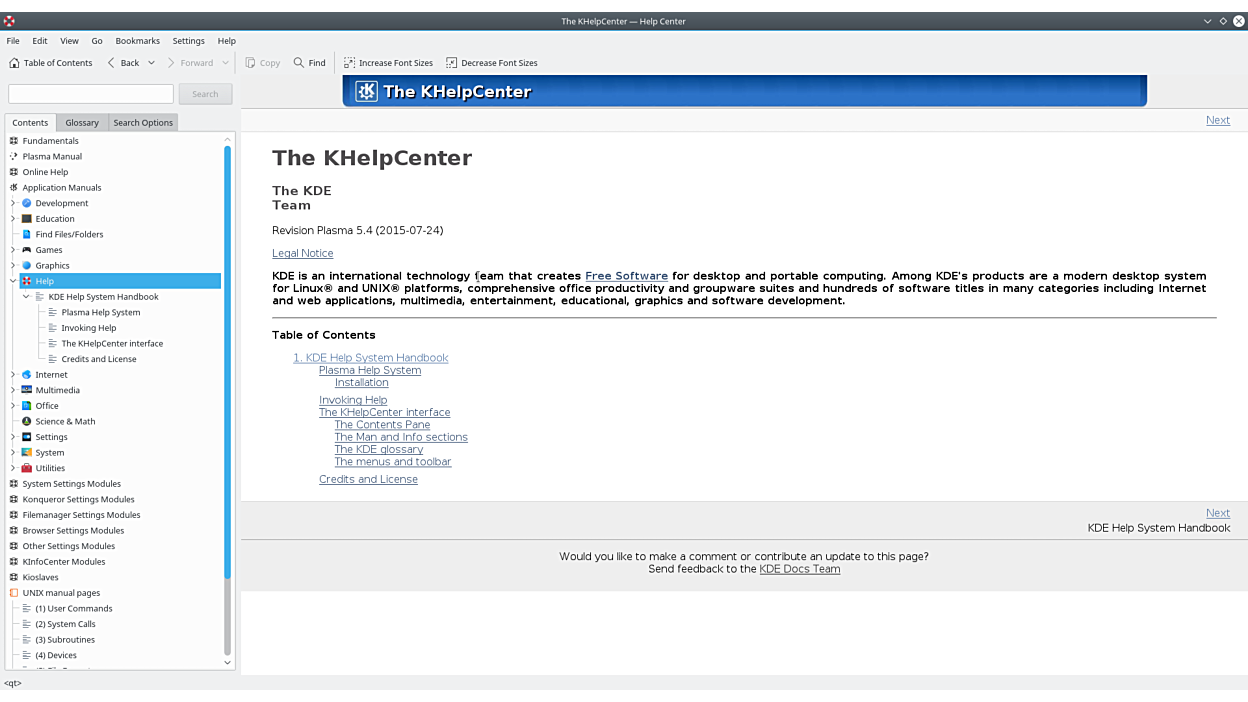 The KHelpCenter — Help Center
File Edit View Go Bookmarks Settings Help
Table of Contents Back Forward Copy Find Increase Font Sizes Decrease Font Sizes
Search
Contents Glossary Search Options
Fundamentals
Plasma Manual
Online Help
Application Manuals
Development
Education
Find Files/Folders
Games
Graphics
Help
KDE Help System Handbook
Plasma Help System
Invoking Help
The KHelpCenter interface
Credits and License
Internet
Multimedia
Office
Science & Math
Settings
System
Utilities
System Settings Modules
Konqueror Settings Modules
Filemanager Settings Modules
Browser Settings Modules
Other Settings Modules
KInfoCenter Modules
Kioslaves
UNIX manual pages
(1) User Commands
(2) System Calls
(3) Subroutines
(4) Devices
The KHelpCenter
Next
The KHelpCenter
The KDE
Team
Revision Plasma 5.4 (2015-07-24)
Legal Notice
KDE is an international technology team that creates Free Software for desktop and portable computing. Among KDE's products are a modern desktop system
for Linux® and UNIX® platforms, comprehensive office productivity and groupware suites and hundreds of software titles in many categories including Internet
and web applications, multimedia, entertainment, educational, graphics and software development.
Table of Contents
1. KDE Help System Handbook
Plasma Help System
Installation
Invoking Help
The KHelpCenter interface
The Contents Pane
The Man and Info sections
The KDE glossary
The menus and toolbar
Credits and License
Next
KDE Help System Handbook
Would you like to make a comment or contribute an update to this page?
Send feedback to the KDE Docs Team
<qt>